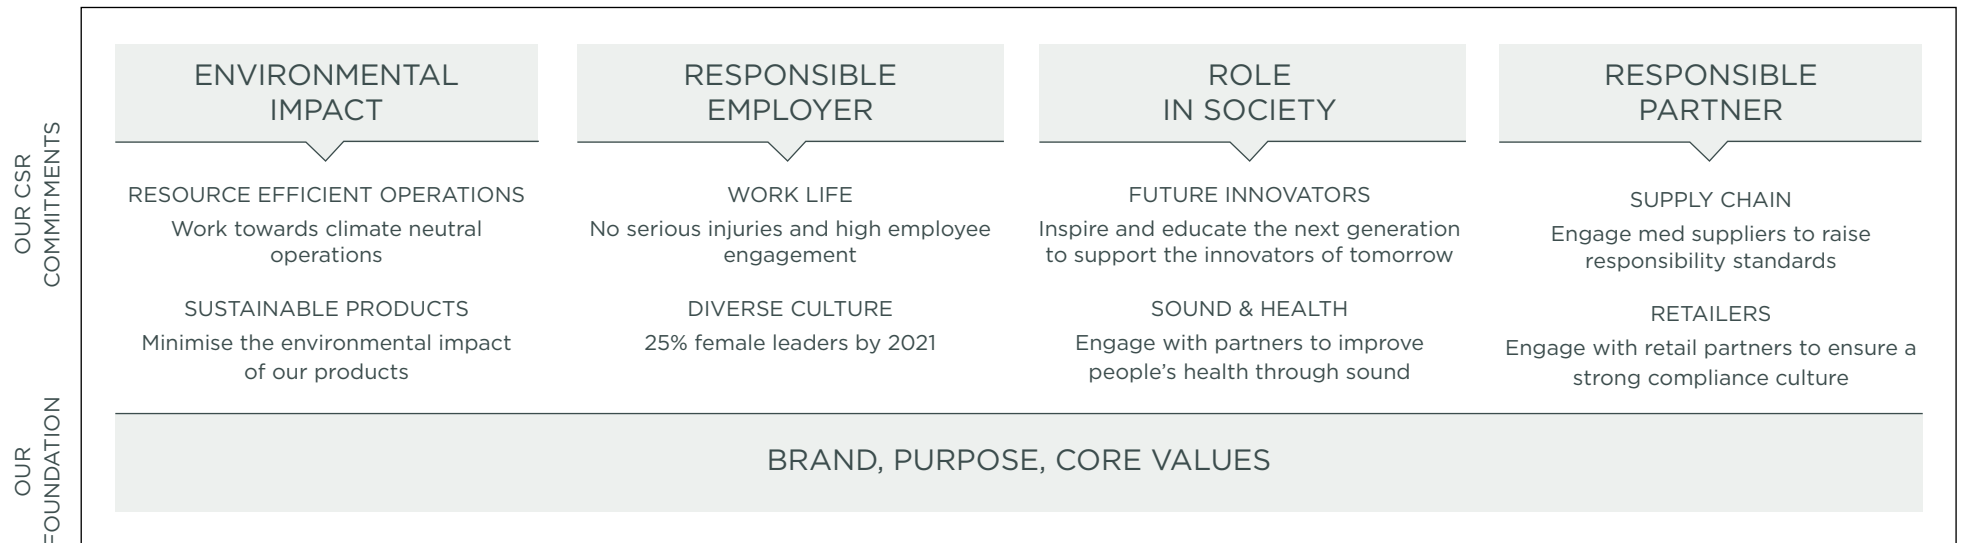 OUR CSR
COMMITMENTS
ENVIRONMENTAL
IMPACT
RESOURCE EFFICIENT OPERATIONS
Work towards climate neutral
operations
SUSTAINABLE PRODUCTS
Minimise the environmental impact
of our products
RESPONSIBLE
EMPLOYER
WORK LIFE
No serious injuries and high employee
engagement
DIVERSE CULTURE
25% female leaders by 2021
ROLE
IN SOCIETY
FUTURE INNOVATORS
Inspire and educate the next generation
to support the innovators of tomorrow
SOUND & HEALTH
Engage with partners to improve
people’s health through sound
RESPONSIBLE
PARTNER
SUPPLY CHAIN
Engage med suppliers to raise
responsibility standards
RETAILERS
Engage with retail partners to ensure a
strong compliance culture
OUR
FOUNDATION
BRAND, PURPOSE, CORE VALUES